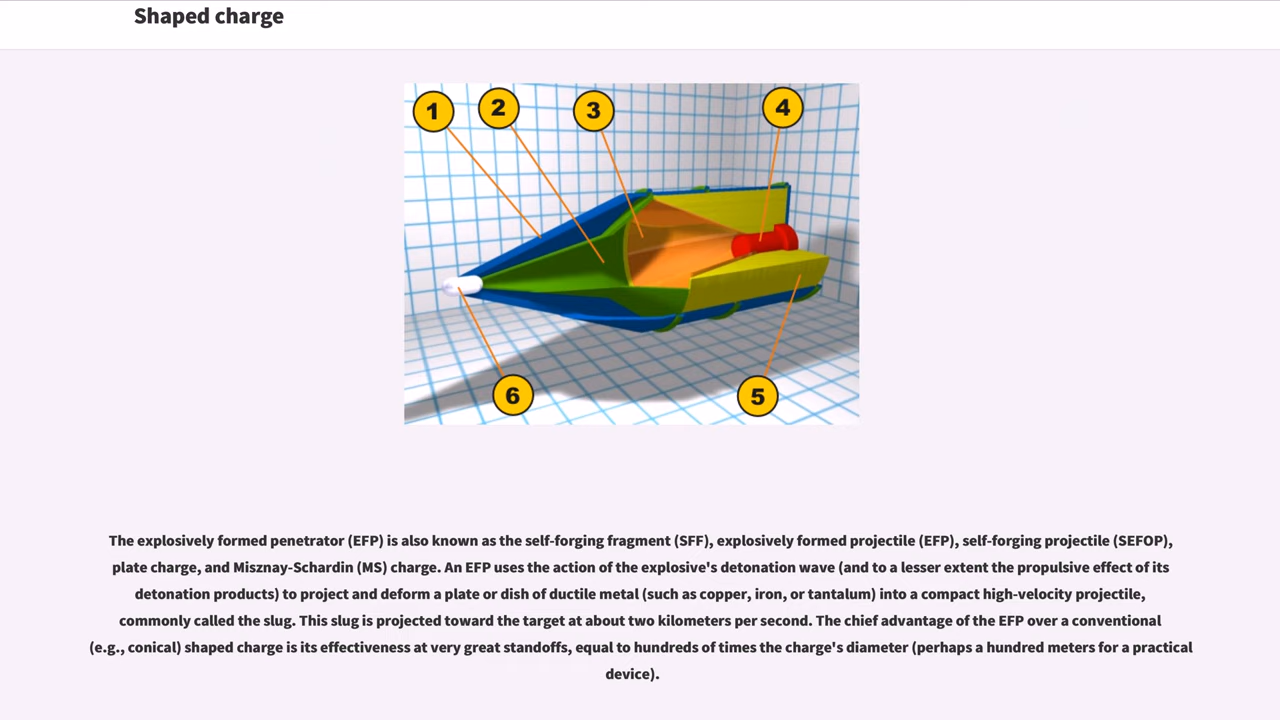 Shaped charge
1 2 3 4
6 5
The explosively formed penetrator (EFP) is also known as the self-forging fragment (SFF), explosively formed projectile (EFP), self-forging projectile (SEFOP),
plate charge, and Misznay-Schardin (MS) charge. An EFP uses the action of the explosive's detonation wave (and to a lesser extent the propulsive effect of its
detonation products) to project and deform a plate or dish of ductile metal (such as copper, iron, or tantalum) into a compact high-velocity projectile,
commonly called the slug. This slug is projected toward the target at about two kilometers per second. The chief advantage of the EFP over a conventional
(e.g., conical) shaped charge is its effectiveness at very great standoffs, equal to hundreds of times the charge's diameter (perhaps a hundred meters for a practical
device).